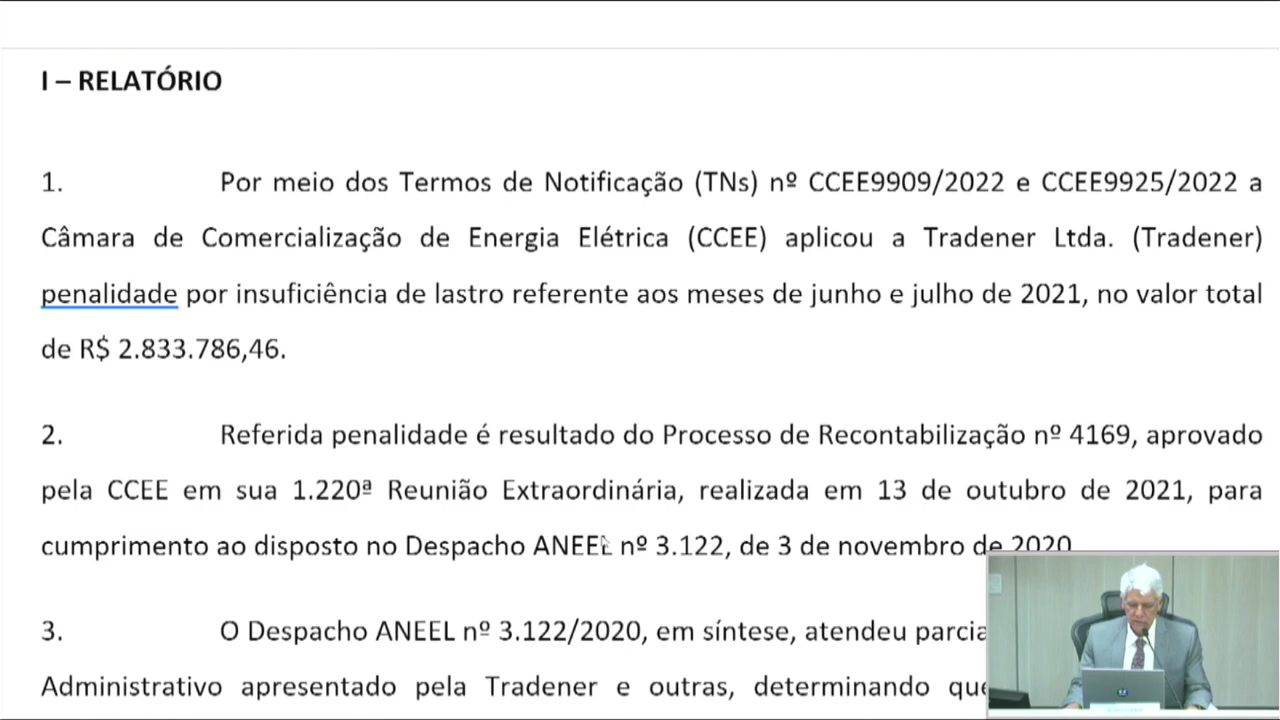 I – RELATÓRIO
1. Por meio dos Termos de Notificação (TNs) nº CCEE9909/2022 e CCEE9925/2022 a
Câmara de Comercialização de Energia Elétrica (CCEE) aplicou a Tradener Ltda. (Tradener)
penalidade por insuficiência de lastro referente aos meses de junho e julho de 2021, no valor total
de R$ 2.833.786,46.
2. Referida penalidade é resultado do Processo de Recontabilização nº 4169, aprovado
pela CCEE em sua 1.220ª Reunião Extraordinária, realizada em 13 de outubro de 2021, para
cumprimento ao disposto no Despacho ANEEL nº 3.122, de 3 de novembro de 2020
3. O Despacho ANEEL nº 3.122/2020, em síntese, atendeu
Administrativo apresentado pela Tradener e outras, determinando